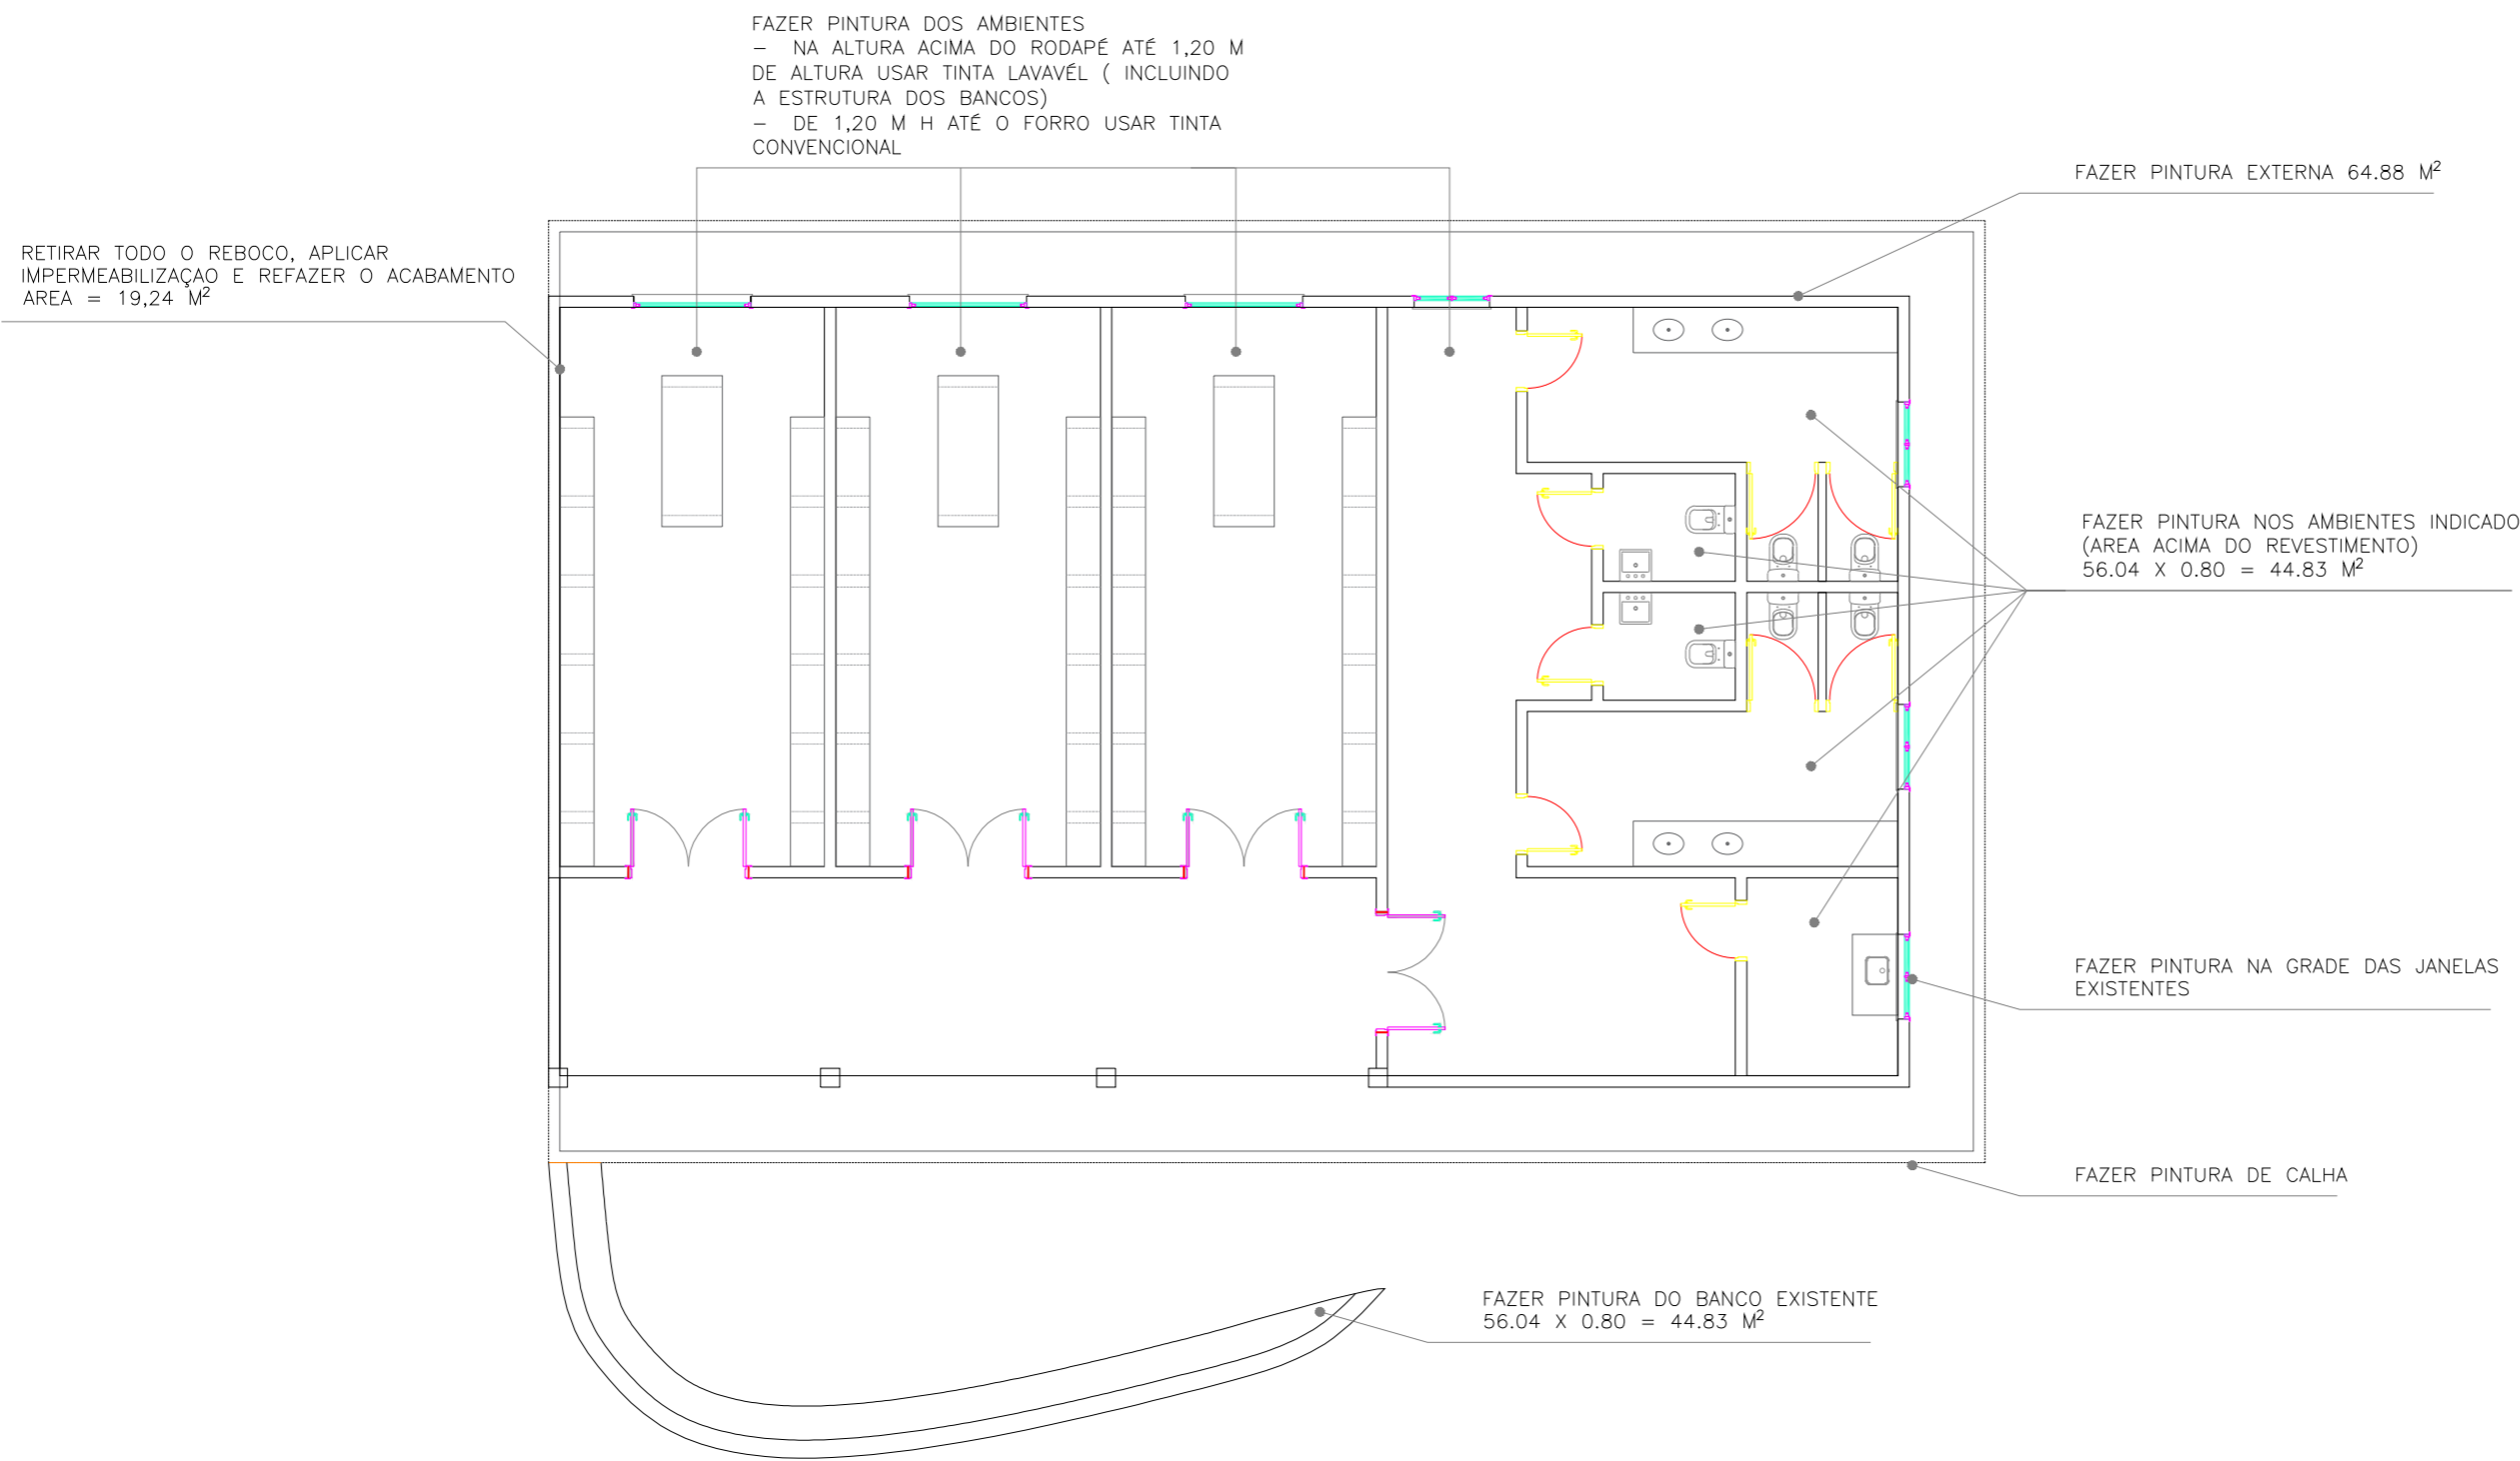 FAZER PINTURA DOS AMBIENTES
- NA ALTURA ACIMA DO RODAPÉ ATÉ 1,20 M
DE ALTURA USAR TINTA LAVAVÉL ( INCLUINDO
A ESTRUTURA DOS BANCOS)
- DE 1,20 M H ATÉ O FORRO USAR TINTA
CONVENCIONAL
FAZER PINTURA EXTERNA 64.88 M²
RETIRAR TODO O REBOCO, APLICAR
IMPERMEABILIZAÇAO E REFAZER O ACABAMENTO
AREA = 19,24 M²
FAZER PINTURA NOS AMBIENTES INDICADO
(AREA ACIMA DO REVESTIMENTO)
56.04 X 0.80 = 44.83 M²
FAZER PINTURA NA GRADE DAS JANELAS
EXISTENTES
FAZER PINTURA DE CALHA
FAZER PINTURA DO BANCO EXISTENTE
56.04 X 0.80 = 44.83 M²